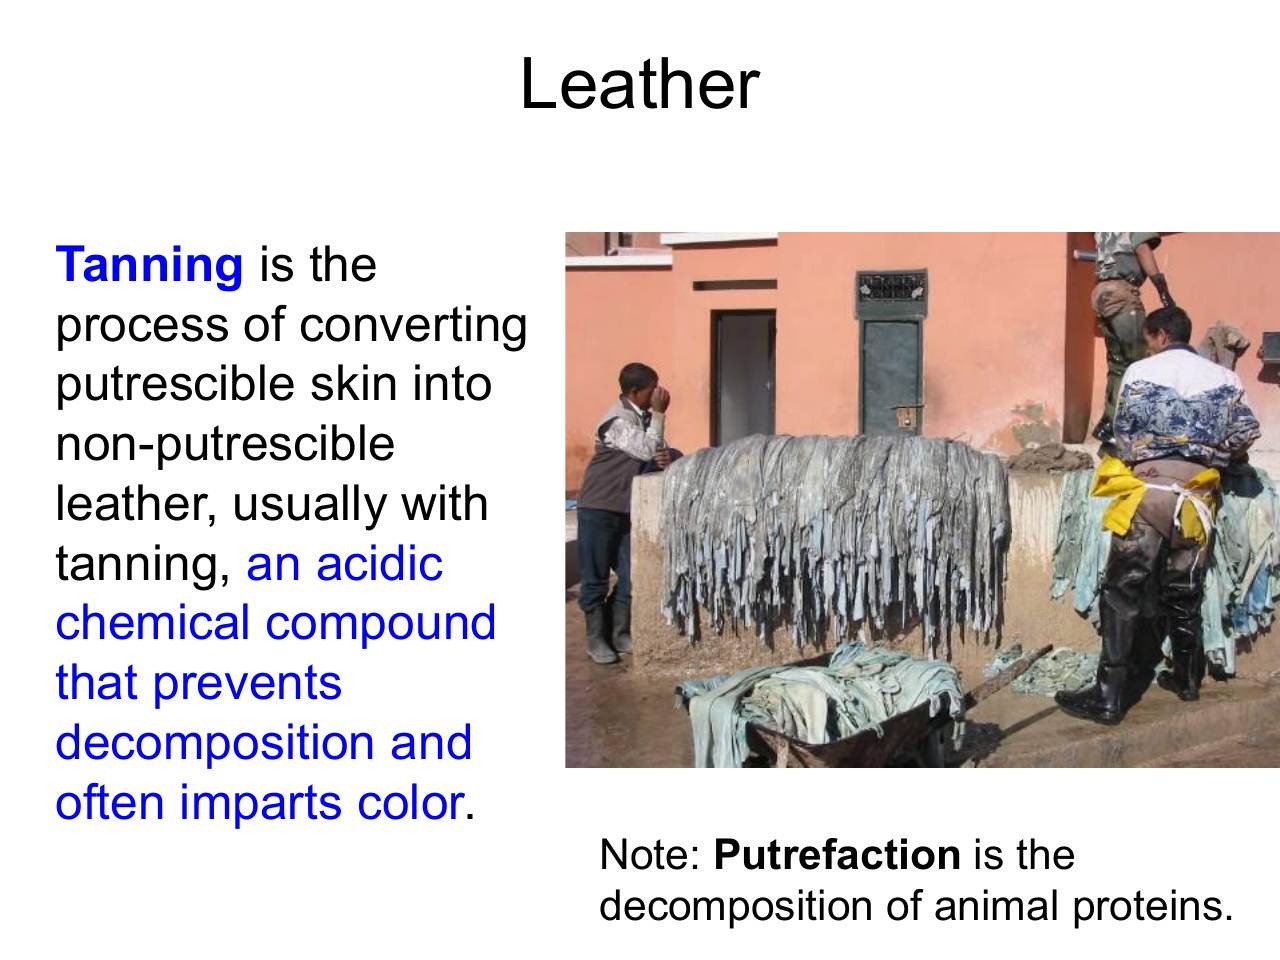 Leather
Tanning is the
process of converting
putrescible skin into
non-putrescible
leather, usually with
tanning, an acidic
chemical compound
that prevents
decomposition and
often imparts color.
Note: Putrefaction is the
decomposition of animal proteins.